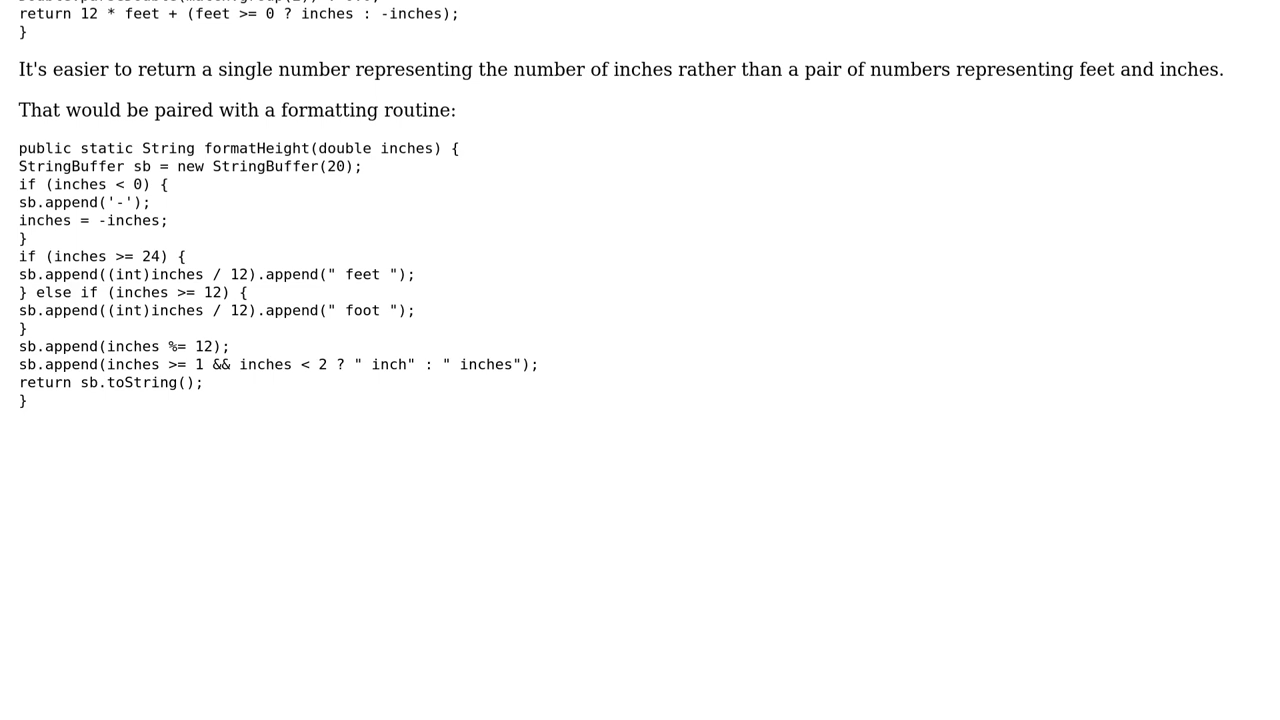 return 12 * feet + (feet >= 0 ? inches : -inches);
}
It's easier to return a single number representing the number of inches rather than a pair of numbers representing feet and inches.
That would be paired with a formatting routine:
public static String formatHeight(double inches) {
StringBuffer sb = new StringBuffer(20);
if (inches < 0) {
sb.append('-');
inches = -inches;
}
if (inches >= 24) {
sb.append((int)inches / 12).append(" feet ");
} else if (inches >= 12) {
sb.append((int)inches / 12).append(" foot ");
}
sb.append(inches %= 12);
sb.append(inches >= 1 && inches < 2 ? " inch" : " inches");
return sb.toString();
}